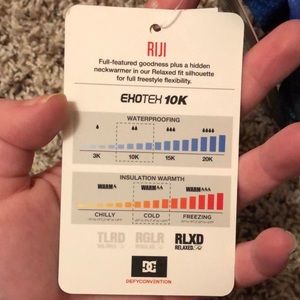 RIJI
Full-featured goodness plus a hidden
neckwarmer in our Relaxed fit silhouette
for full freestyle flexibility.
EXOTEX 10K
WATERPROOFING
3K 10K 15K 20K
INSULATION WARMTH
WARM WARM WARM
CHILLY COLD FREEZING
TLRD RGLR RLXD
RELAXED
DC
DEFYCONVENTION